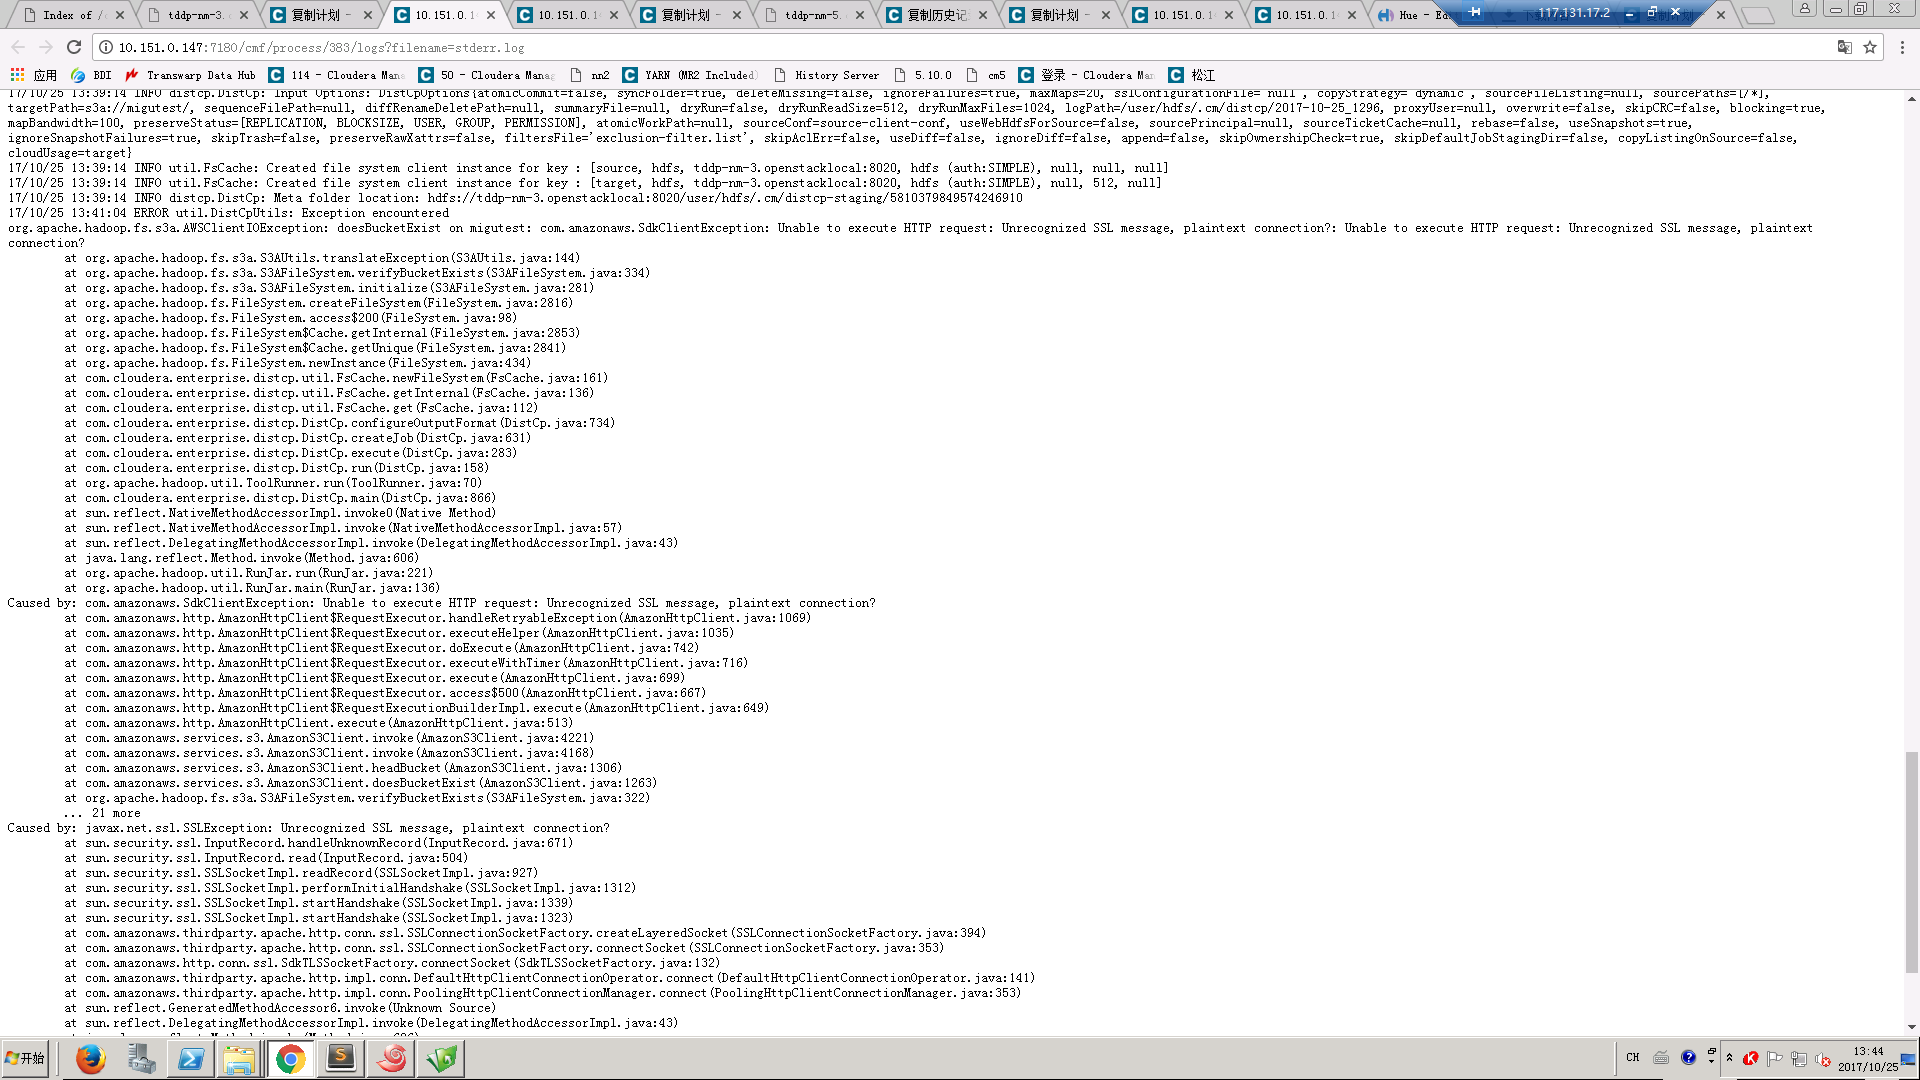 Index of /c
tddp-nm-3.o
复制计划 -
10.151.0.14
10.151.0.14
复制计划 -
tddp-nm-5.o
复制历史记录
复制计划 -
10.151.0.14
10.151.0.14
117.131.17.2
10.151.0.147:7180/cmf/process/383/logs?filename=stderr.log
应用 BDI Transwarp Data Hub 114 - Cloudera Mana 50 - Cloudera Manag nn2 YARN (MR2 Included) History Server 5.10.0 cm5 登录 - Cloudera Man 松江
17/10/25 13:39:14 INFO distcp.DistCp: Input Options: DistCpOptions{atomicCommit=false, syncFolder=true, deleteMissing=false, ignoreFailures=true, maxMaps=20, sslConfigurationFile='null', copyStrategy='dynamic', sourceFileListing=null, sourcePaths=[/*],
targetPath=s3a://migutest/, sequenceFilePath=null, diffRenameDeletePath=null, summaryFile=null, dryRun=false, dryRunReadSize=512, dryRunMaxFiles=1024, logPath=/user/hdfs/.cm/distcp/2017-10-25_1296, proxyUser=null, overwrite=false, skipCRC=false, blocking=true,
mapBandwidth=100, preserveStatus=[REPLICATION, BLOCKSIZE, USER, GROUP, PERMISSION], atomicWorkPath=null, sourceConf=source-client-conf, useWebHdfsForSource=false, sourcePrincipal=null, sourceTicketCache=null, rebase=false, useSnapshots=true,
ignoreSnapshotFailures=true, skipTrash=false, preserveRawXattrs=false, filtersFile='exclusion-filter.list', skipAclErr=false, useDiff=false, ignoreDiff=false, append=false, skipOwnershipCheck=true, skipDefaultJobStagingDir=false, copyListingOnSource=false,
cloudUsage=target}
17/10/25 13:39:14 INFO util.FsCache: Created file system client instance for key : [source, hdfs, tddp-nm-3.openstacklocal:8020, hdfs (auth:SIMPLE), null, null, null]
17/10/25 13:39:14 INFO util.FsCache: Created file system client instance for key : [target, hdfs, tddp-nm-3.openstacklocal:8020, hdfs (auth:SIMPLE), null, 512, null]
17/10/25 13:39:14 INFO distcp.DistCp: Meta folder location: hdfs://tddp-nm-3.openstacklocal:8020/user/hdfs/.cm/distcp-staging/5810379849574246910
17/10/25 13:41:04 ERROR util.DistCpUtils: Exception encountered
org.apache.hadoop.fs.s3a.AWSClientIOException: doesBucketExist on migutest: com.amazonaws.SdkClientException: Unable to execute HTTP request: Unrecognized SSL message, plaintext connection?: Unable to execute HTTP request: Unrecognized SSL message, plaintext
connection?
at org.apache.hadoop.fs.s3a.S3AUtils.translateException(S3AUtils.java:144)
at org.apache.hadoop.fs.s3a.S3AFileSystem.verifyBucketExists(S3AFileSystem.java:334)
at org.apache.hadoop.fs.s3a.S3AFileSystem.initialize(S3AFileSystem.java:281)
at org.apache.hadoop.fs.FileSystem.createFileSystem(FileSystem.java:2816)
at org.apache.hadoop.fs.FileSystem.access$200(FileSystem.java:98)
at org.apache.hadoop.fs.FileSystem$Cache.getInternal(FileSystem.java:2853)
at org.apache.hadoop.fs.FileSystem$Cache.getUnique(FileSystem.java:2841)
at org.apache.hadoop.fs.FileSystem.newInstance(FileSystem.java:434)
at com.cloudera.enterprise.distcp.util.FsCache.newFileSystem(FsCache.java:161)
at com.cloudera.enterprise.distcp.util.FsCache.getInternal(FsCache.java:136)
at com.cloudera.enterprise.distcp.util.FsCache.get(FsCache.java:112)
at com.cloudera.enterprise.distcp.DistCp.configureOutputFormat(DistCp.java:734)
at com.cloudera.enterprise.distcp.DistCp.createJob(DistCp.java:631)
at com.cloudera.enterprise.distcp.DistCp.execute(DistCp.java:283)
at com.cloudera.enterprise.distcp.DistCp.run(DistCp.java:158)
at org.apache.hadoop.util.ToolRunner.run(ToolRunner.java:70)
at com.cloudera.enterprise.distcp.DistCp.main(DistCp.java:866)
at sun.reflect.NativeMethodAccessorImpl.invoke0(Native Method)
at sun.reflect.NativeMethodAccessorImpl.invoke(NativeMethodAccessorImpl.java:57)
at sun.reflect.DelegatingMethodAccessorImpl.invoke(DelegatingMethodAccessorImpl.java:43)
at java.lang.reflect.Method.invoke(Method.java:606)
at org.apache.hadoop.util.RunJar.run(RunJar.java:221)
at org.apache.hadoop.util.RunJar.main(RunJar.java:136)
Caused by: com.amazonaws.SdkClientException: Unable to execute HTTP request: Unrecognized SSL message, plaintext connection?
at com.amazonaws.http.AmazonHttpClient$RequestExecutor.handleRetryableException(AmazonHttpClient.java:1069)
at com.amazonaws.http.AmazonHttpClient$RequestExecutor.executeHelper(AmazonHttpClient.java:1035)
at com.amazonaws.http.AmazonHttpClient$RequestExecutor.doExecute(AmazonHttpClient.java:742)
at com.amazonaws.http.AmazonHttpClient$RequestExecutor.executeWithTimer(AmazonHttpClient.java:716)
at com.amazonaws.http.AmazonHttpClient$RequestExecutor.execute(AmazonHttpClient.java:699)
at com.amazonaws.http.AmazonHttpClient$RequestExecutor.access$500(AmazonHttpClient.java:667)
at com.amazonaws.http.AmazonHttpClient$RequestExecutionBuilderImpl.execute(AmazonHttpClient.java:649)
at com.amazonaws.http.AmazonHttpClient.execute(AmazonHttpClient.java:513)
at com.amazonaws.services.s3.AmazonS3Client.invoke(AmazonS3Client.java:4221)
at com.amazonaws.services.s3.AmazonS3Client.invoke(AmazonS3Client.java:4168)
at com.amazonaws.services.s3.AmazonS3Client.headBucket(AmazonS3Client.java:1306)
at com.amazonaws.services.s3.AmazonS3Client.doesBucketExist(AmazonS3Client.java:1263)
at org.apache.hadoop.fs.s3a.S3AFileSystem.verifyBucketExists(S3AFileSystem.java:322)
... 21 more
Caused by: javax.net.ssl.SSLException: Unrecognized SSL message, plaintext connection?
at sun.security.ssl.InputRecord.handleUnknownRecord(InputRecord.java:671)
at sun.security.ssl.InputRecord.read(InputRecord.java:504)
at sun.security.ssl.SSLSocketImpl.readRecord(SSLSocketImpl.java:927)
at sun.security.ssl.SSLSocketImpl.performInitialHandshake(SSLSocketImpl.java:1312)
at sun.security.ssl.SSLSocketImpl.startHandshake(SSLSocketImpl.java:1339)
at sun.security.ssl.SSLSocketImpl.startHandshake(SSLSocketImpl.java:1323)
at com.amazonaws.thirdparty.apache.http.conn.ssl.SSLConnectionSocketFactory.createLayeredSocket(SSLConnectionSocketFactory.java:394)
at com.amazonaws.thirdparty.apache.http.conn.ssl.SSLConnectionSocketFactory.connectSocket(SSLConnectionSocketFactory.java:353)
at com.amazonaws.http.conn.ssl.SdkTLSSocketFactory.connectSocket(SdkTLSSocketFactory.java:132)
at com.amazonaws.thirdparty.apache.http.impl.conn.DefaultHttpClientConnectionOperator.connect(DefaultHttpClientConnectionOperator.java:141)
at com.amazonaws.thirdparty.apache.http.impl.conn.PoolingHttpClientConnectionManager.connect(PoolingHttpClientConnectionManager.java:353)
at sun.reflect.GeneratedMethodAccessor6.invoke(Unknown Source)
at sun.reflect.DelegatingMethodAccessorImpl.invoke(DelegatingMethodAccessorImpl.java:43)
开始
CH
13:44
2017/10/25